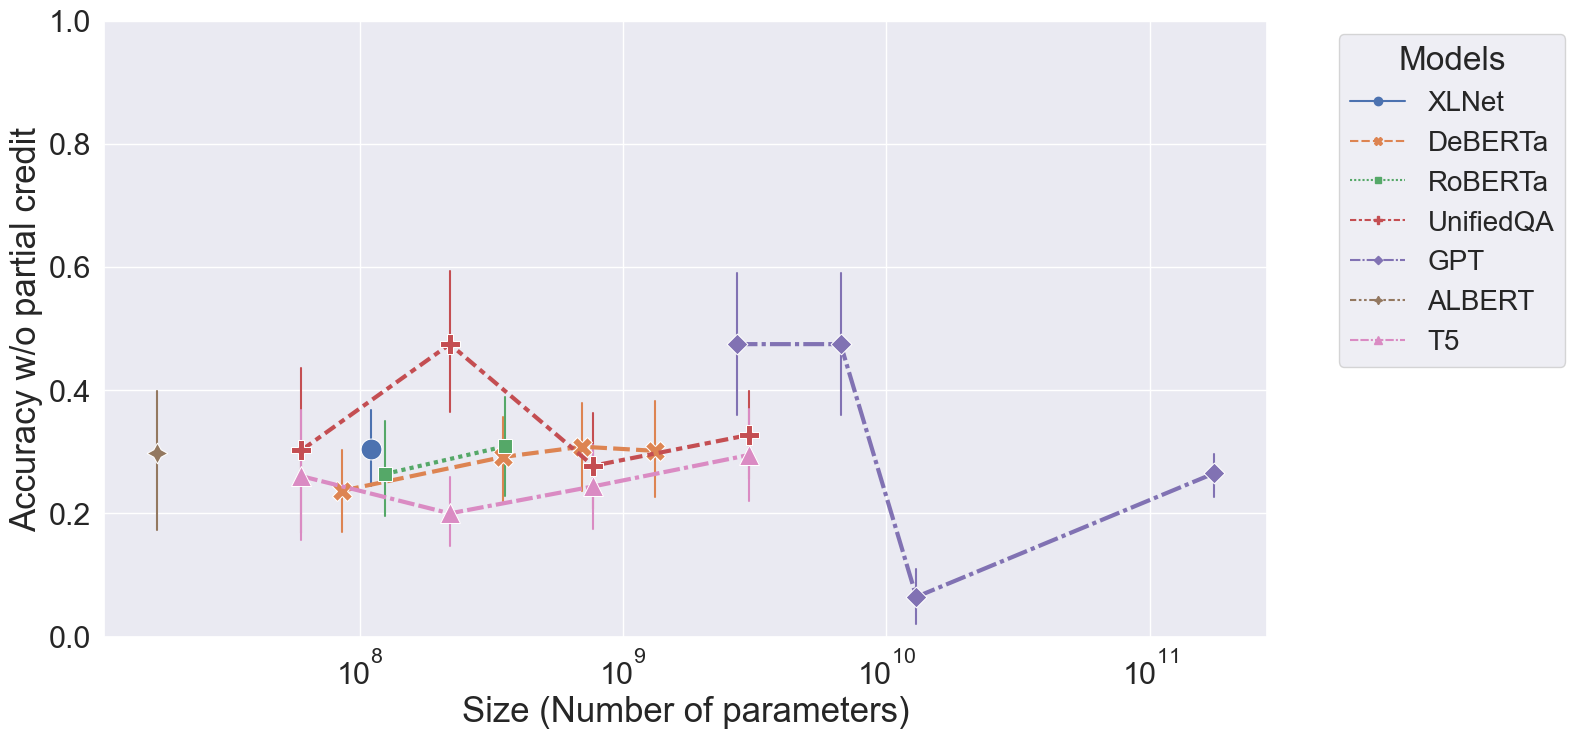 Accuracy w/o partial credit
1.0
0.8
0.6
0.4
0.2
0.0
10^8
10^9
10^10
10^11
Size (Number of parameters)
Models
XLNet
DeBERTa
RoBERTa
UnifiedQA
GPT
ALBERT
T5